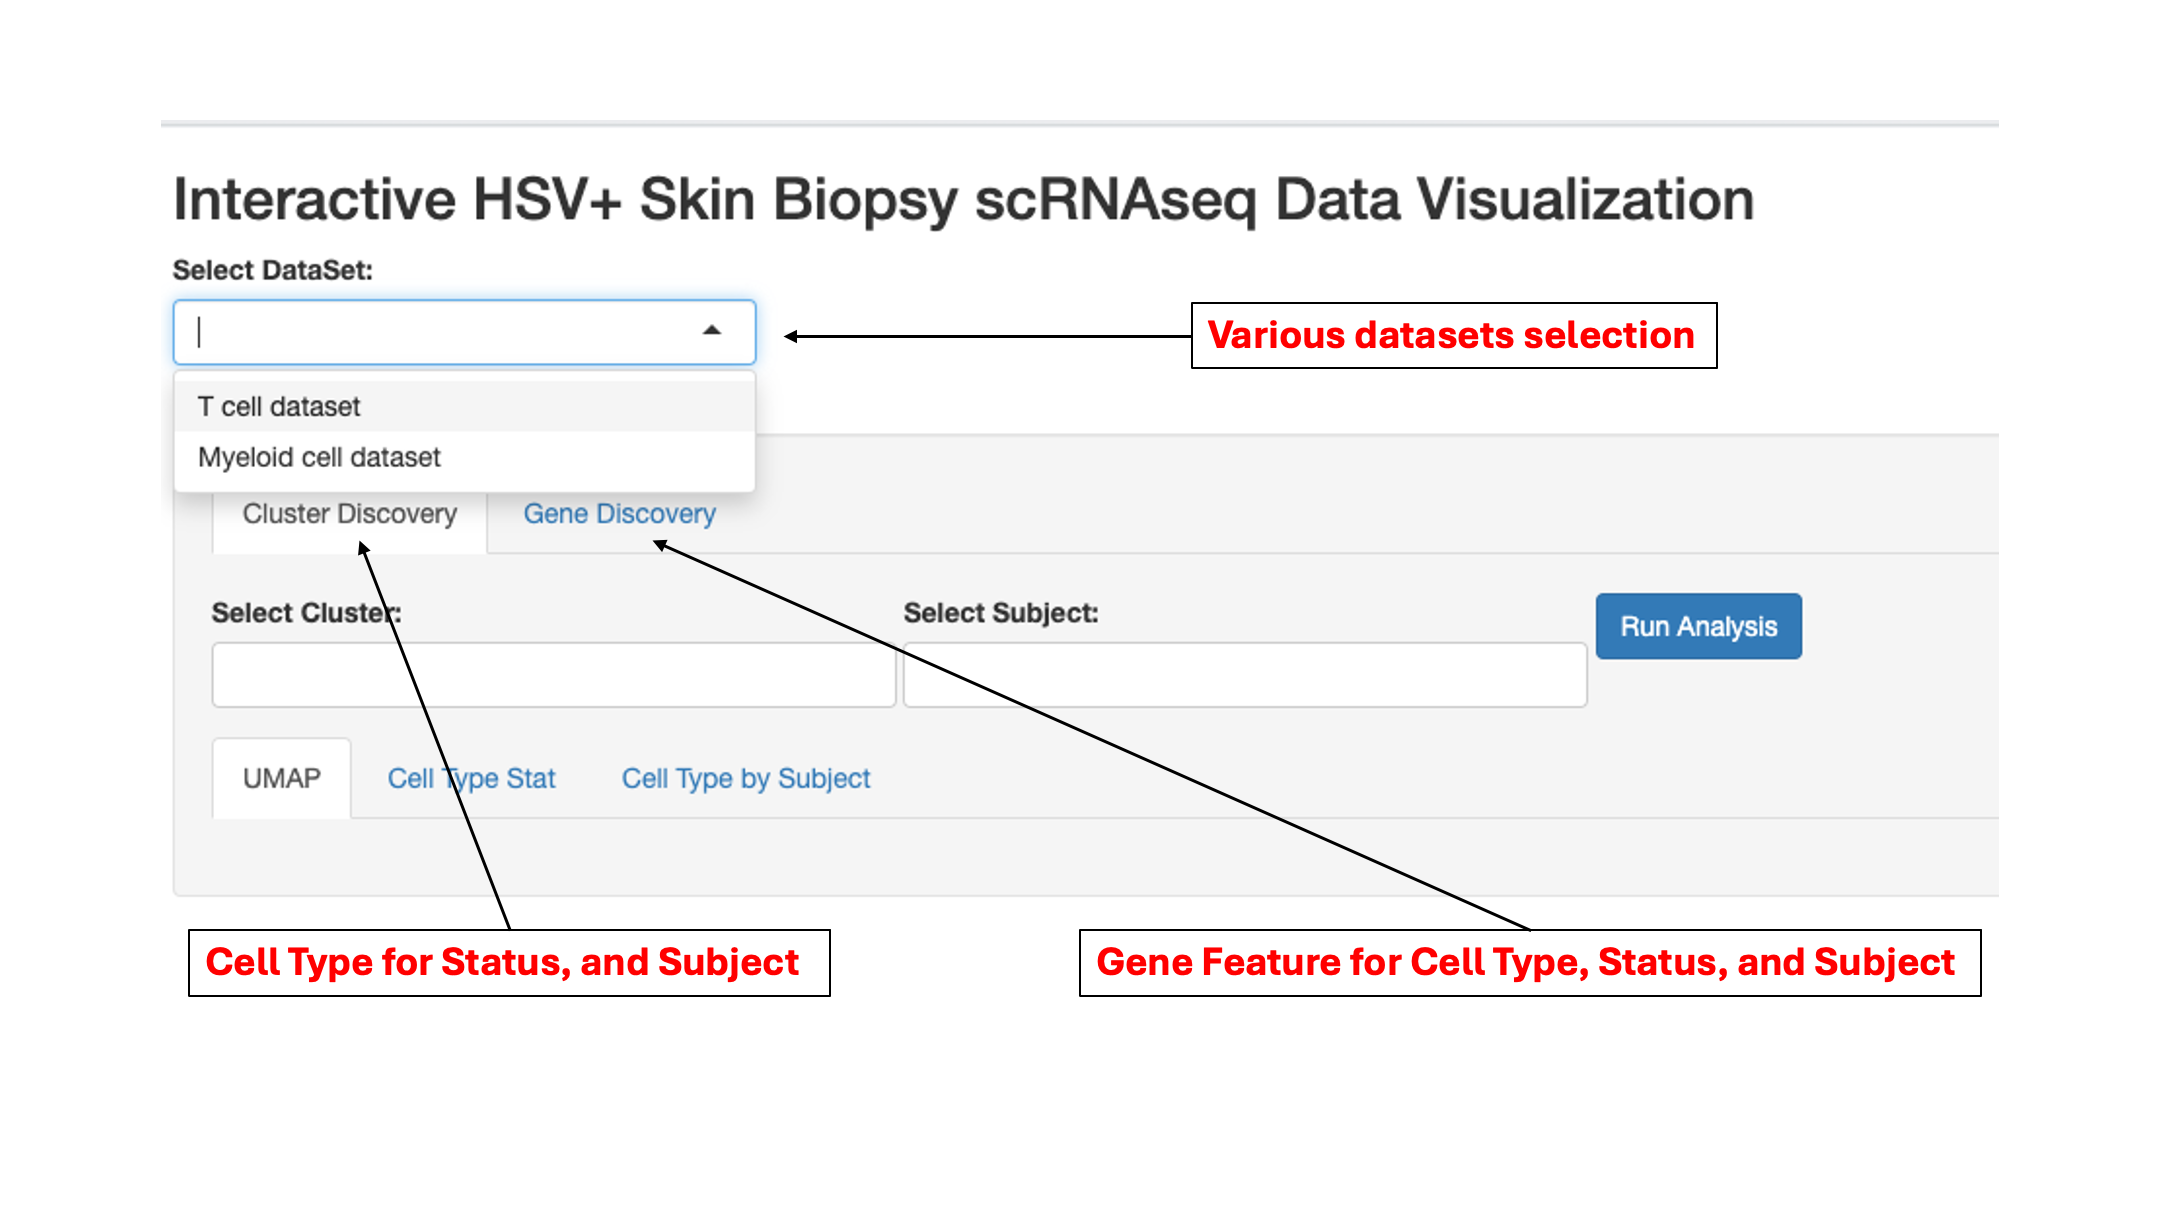 Interactive HSV+ Skin Biopsy scRNAseq Data Visualization
Select DataSet:
Various datasets selection
T cell dataset
Myeloid cell dataset
Cluster Discovery
Gene Discovery
Select Cluster:
Select Subject:
Run Analysis
UMAP
Cell Type Stat
Cell Type by Subject
Cell Type for Status, and Subject
Gene Feature for Cell Type, Status, and Subject